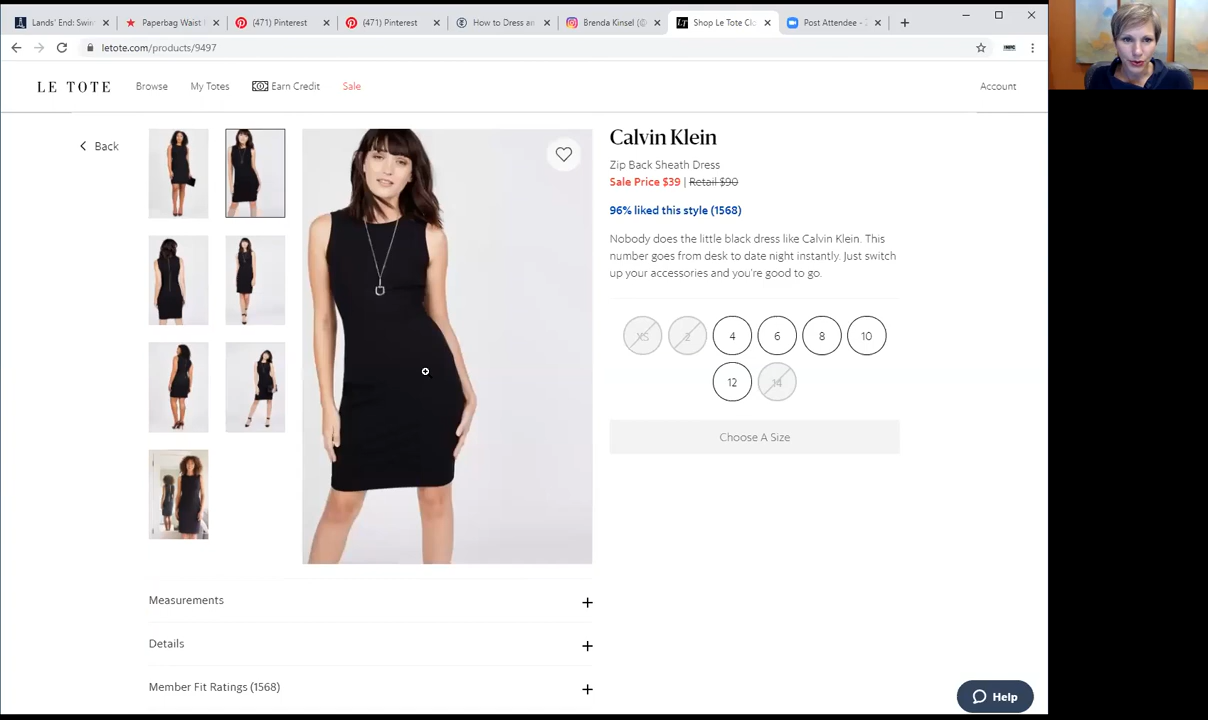 Lands' End: Swim
Paperbag Waist
(471) Pinterest
(471) Pinterest
How to Dress an
Instagram
Brenda Kinsel (©
LT
Shop Le Tote Clo
Post Attendee - Z
letote.com/products/9497
LE TOTE
Browse
My Totes
Earn Credit
Sale
Account
Back
Calvin Klein
Zip Back Sheath Dress
Sale Price $39 | Retail $90
96% liked this style (1568)
Nobody does the little black dress like Calvin Klein. This
number goes from desk to date night instantly. Just switch
up your accessories and you're good to go.
XS 2 4 6 8 10
12 14
Choose A Size
Measurements
Details
Member Fit Ratings (1568)
Help